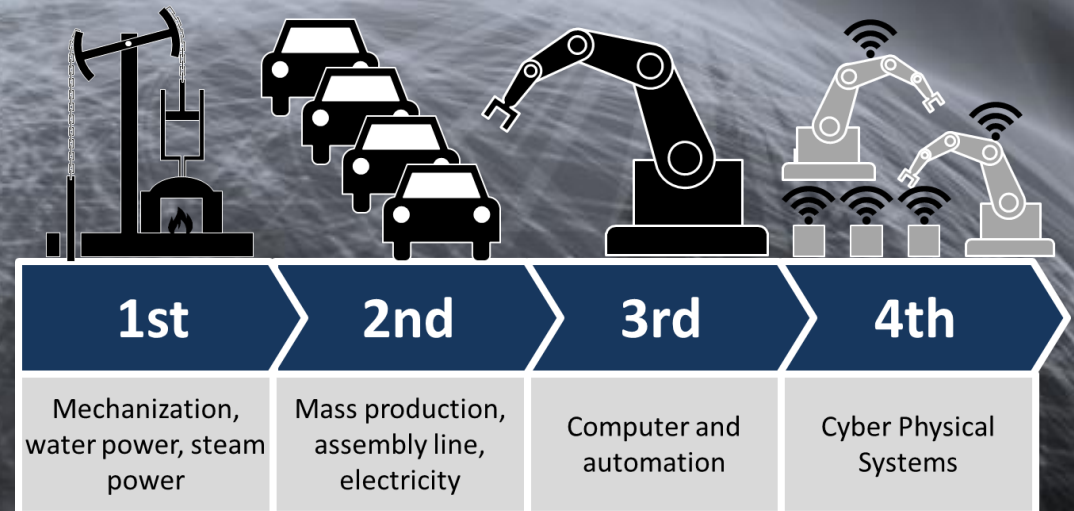 1st
2nd
3rd
4th
Mechanization,
water power, steam
power
Mass production,
assembly line,
electricity
Computer and
automation
Cyber Physical
Systems